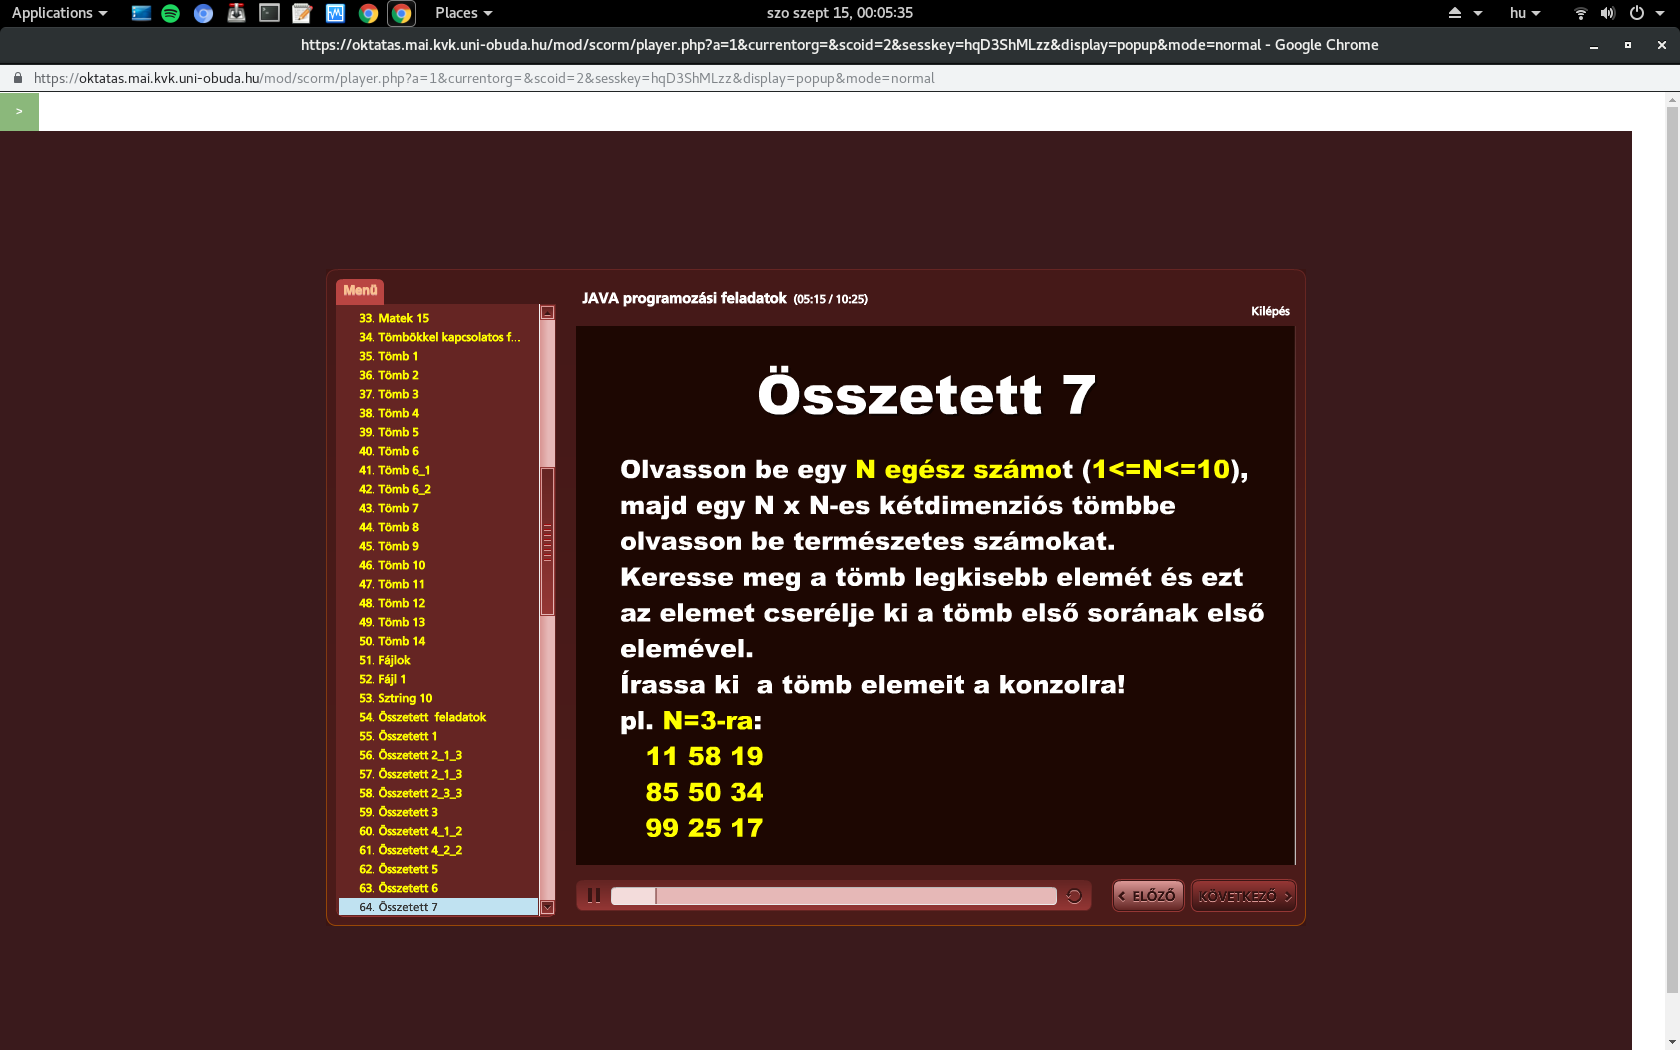 Applications
Places
szo szept 15, 00:05:35
hu
https://oktatas.mai.kvk.uni-obuda.hu/mod/scorm/player.php?a=1&currentorg=&scoid=2&sesskey=hqD3ShMLzz&display=popup&mode=normal - Google Chrome
https://oktatas.mai.kvk.uni-obuda.hu/mod/scorm/player.php?a=1&currentorg=&scoid=2&sesskey=hqD3ShMLzz&display=popup&mode=normal
>
Menü
33. Matek 15
34. Tömbökkel kapcsolatos f...
35. Tömb 1
36. Tömb 2
37. Tömb 3
38. Tömb 4
39. Tömb 5
40. Tömb 6
41. Tömb 6_1
42. Tömb 6_2
43. Tömb 7
44. Tömb 8
45. Tömb 9
46. Tömb 10
47. Tömb 11
48. Tömb 12
49. Tömb 13
50. Tömb 14
51. Fájlok
52. Fájl 1
53. Sztring 10
54. Összetett feladatok
55. Összetett 1
56. Összetett 2_1_3
57. Összetett 2_1_3
58. Összetett 2_3_3
59. Összetett 3
60. Összetett 4_1_2
61. Összetett 4_2_2
62. Összetett 5
63. Összetett 6
64. Összetett 7
JAVA programozási feladatok (05:15 / 10:25)
Kilépés
Összetett 7
Olvasson be egy N egész számot (1<=N<=10),
majd egy N x N-es kétdimenziós tömbbe
olvasson be természetes számokat.
Keresse meg a tömb legkisebb elemét és ezt
az elemet cserélje ki a tömb első sorának első
elemével.
Írassa ki a tömb elemeit a konzolra!
pl. N=3-ra:
11 58 19
85 50 34
99 25 17
< ELŐZŐ
KÖVETKEZŐ >